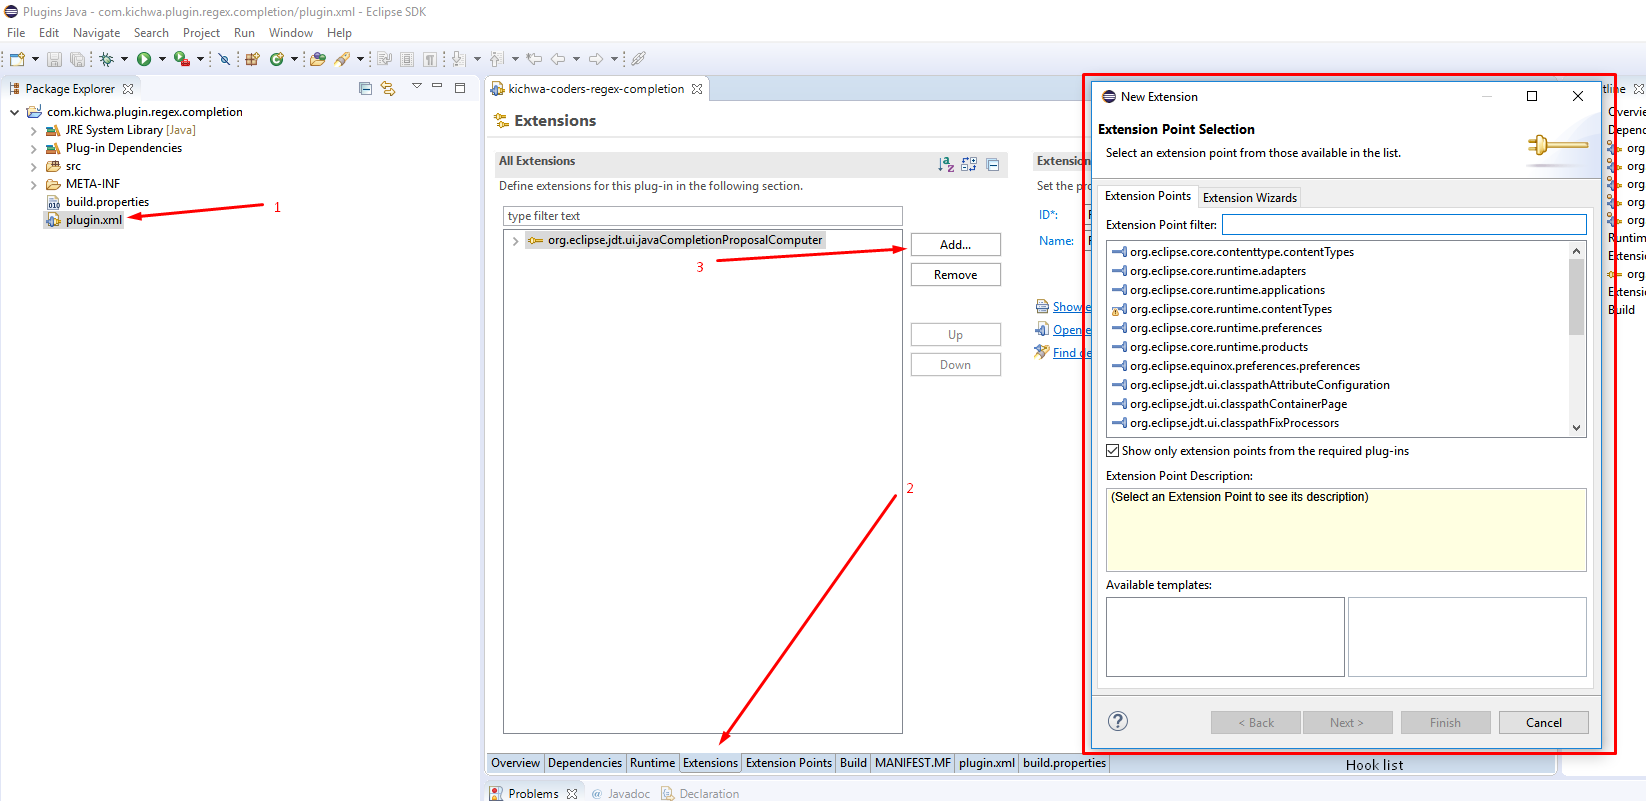 Plugins Java - com.kichwa.plugin.regex.completion/plugin.xml - Eclipse SDK
File Edit Navigate Search Project Run Window Help
Package Explorer
com.kichwa.plugin.regex.completion
JRE System Library [Java]
Plug-in Dependencies
src
META-INF
build.properties
plugin.xml
1
kichwa-coders-regex-completion
Extensions
All Extensions
Define extensions for this plug-in in the following section.
type filter text
org.eclipse.jdt.ui.javaCompletionProposalComputer
Add...
Remove
Up
Down
3
2
Extension
Set the pro
ID*:
Name:
Show e
Open e
Find de
Overview Dependencies Runtime Extensions Extension Points Build MANIFEST.MF plugin.xml build.properties
Problems @ Javadoc Declaration
New Extension
Extension Point Selection
Select an extension point from those available in the list.
Extension Points Extension Wizards
Extension Point filter:
org.eclipse.core.contenttype.contentTypes
org.eclipse.core.runtime.adapters
org.eclipse.core.runtime.applications
org.eclipse.core.runtime.contentTypes
org.eclipse.core.runtime.preferences
org.eclipse.core.runtime.products
org.eclipse.equinox.preferences.preferences
org.eclipse.jdt.ui.classpathAttributeConfiguration
org.eclipse.jdt.ui.classpathContainerPage
org.eclipse.jdt.ui.classpathFixProcessors
Show only extension points from the required plug-ins
Extension Point Description:
(Select an Extension Point to see its description)
Available templates:
< Back Next > Finish Cancel
Hook list
tline
Overvie
Depend
org.
org.
org.
org.
org.
Runtim
Extensi
org.
Extensi
Build